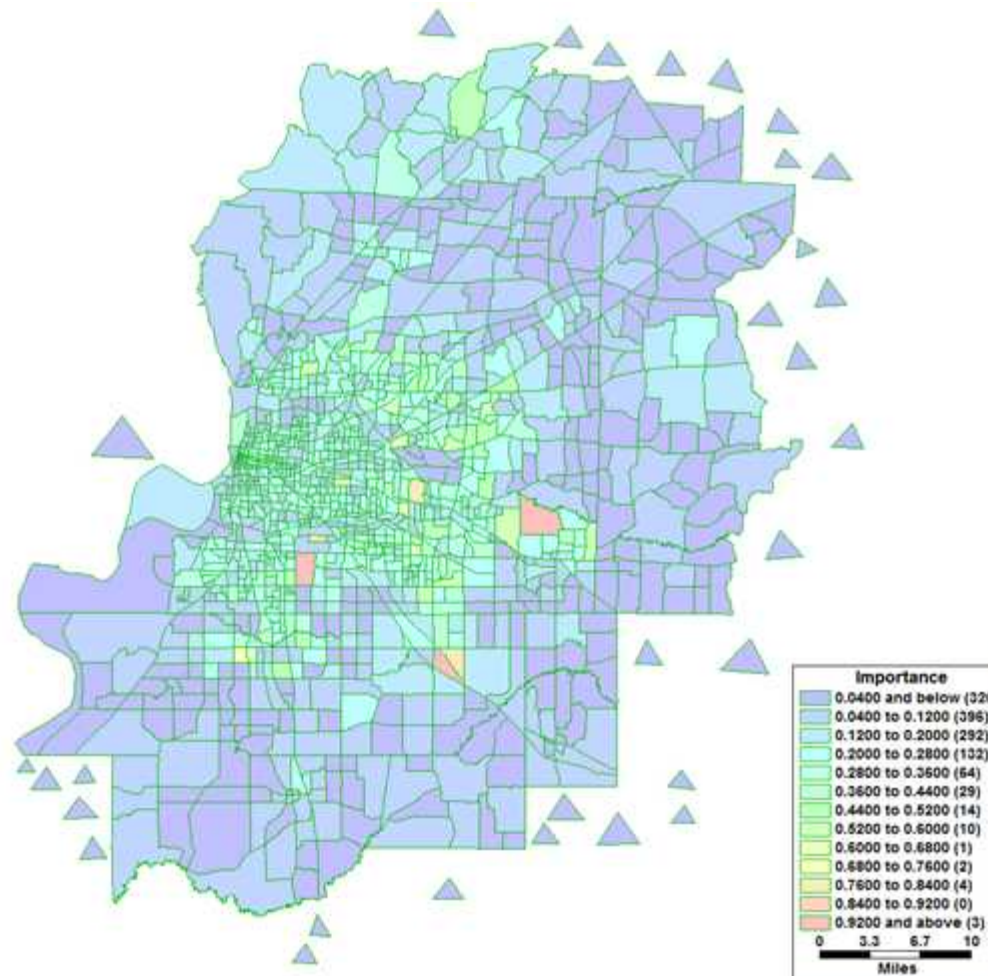 Importance
0.0400 and below (320
0.0400 to 0.1200 (396)
0.1200 to 0.2000 (292)
0.2000 to 0.2800 (132)
0.2800 to 0.3600 (64)
0.3600 to 0.4400 (29)
0.4400 to 0.5200 (14)
0.5200 to 0.6000 (10)
0.6000 to 0.6800 (1)
0.6800 to 0.7600 (2)
0.7600 to 0.8400 (4)
0.8400 to 0.9200 (0)
0.9200 and above (3)
0 3.3 6.7 10
Miles